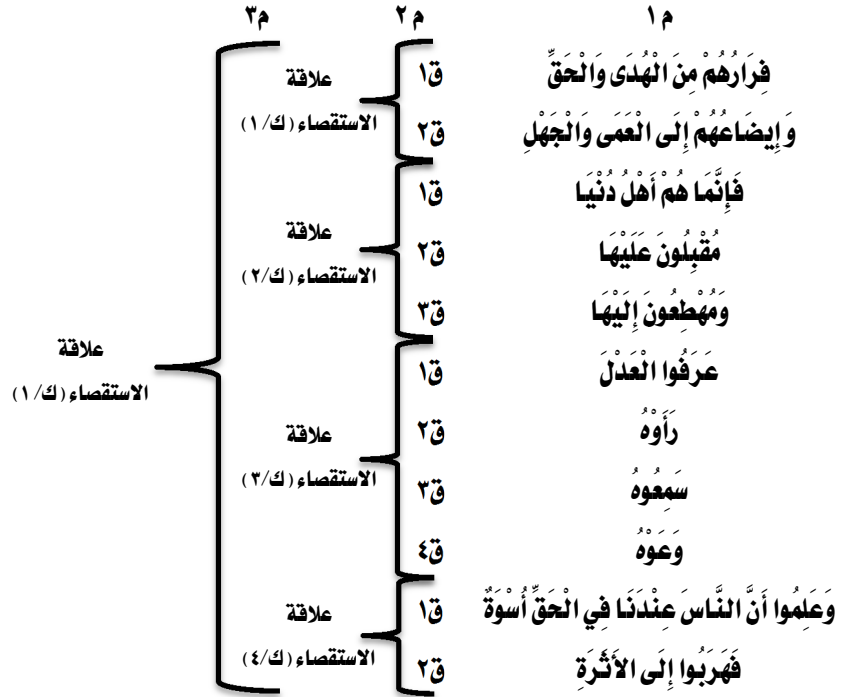 م١ م٢ م٣
فِرَارُهُمْ مِنَ الْهُدَى وَالْحَقِّ ق١
وَإِيضَاعُهُمْ إِلَى الْعَمَى وَالْجَهْلِ ق٢
علاقة
الاستقصاء (ك/١)
فَإِنَّمَا هُمْ أَهْلُ دُنْيَا ق١
مُقْبِلُونَ عَلَيْهَا ق٢
وَمُهْطِعُونَ إِلَيْهَا ق٣
علاقة
الاستقصاء (ك/٢)
عَرَفُوا الْعَدْلَ ق١
رَأَوْهُ ق٢
سَمِعُوهُ ق٣
وَعَوْهُ ق٤
علاقة
الاستقصاء (ك/٣)
وَعَلِمُوا أَنَّ النَّاسَ عِنْدَنَا فِي الْحَقِّ أُسْوَةٌ ق١
فَهَرَبُوا إِلَى الأَثَرَةِ ق٢
علاقة
الاستقصاء (ك/٤)
علاقة
الاستقصاء (ك/١)